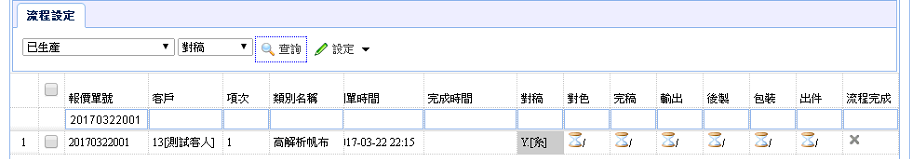 流程設定
已生產 對稿 查詢 設定
報價單號 客戶 項次 類別名稱 單時間 完成時間 對稿 對色 完稿 輸出 後製 包裝 出件 流程完成
20170322001
1 20170322001 13[測試客人] 1 高解析帆布 17-03-22 22:15 Y / / / / / /